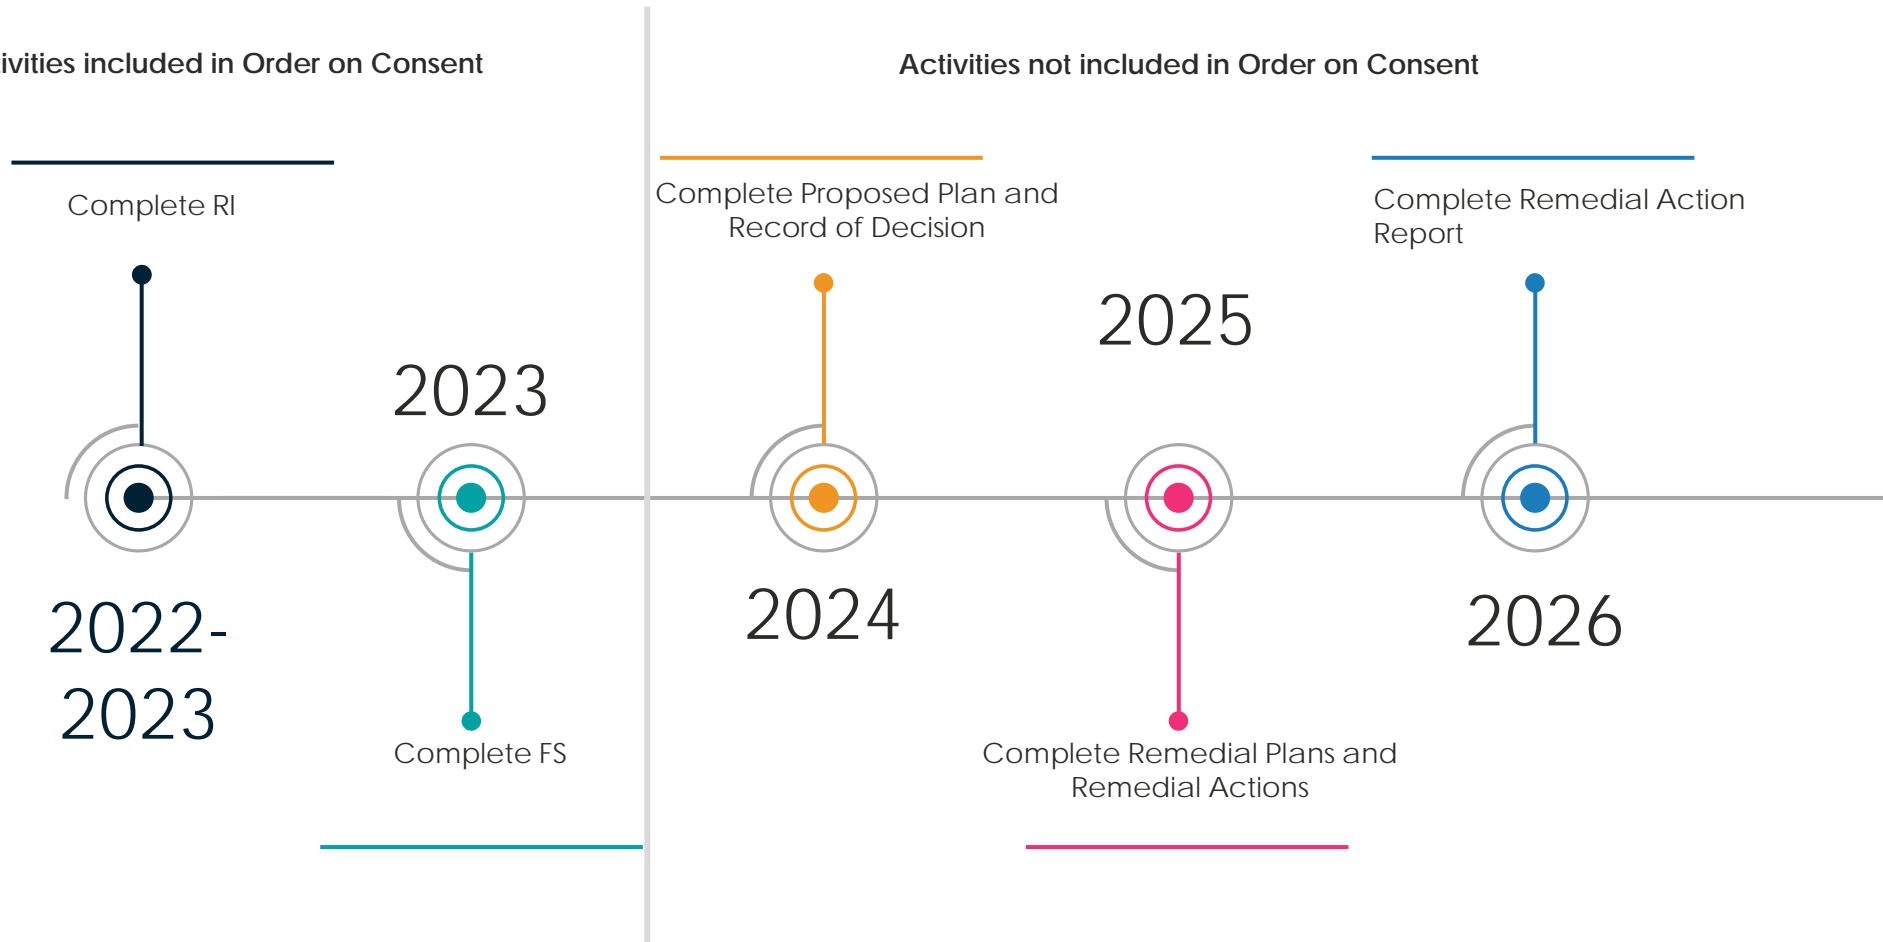 ivities included in Order on Consent
Activities not included in Order on Consent
Complete RI
2022-
2023
2023
Complete FS
Complete Proposed Plan and
Record of Decision
2024
2025
Complete Remedial Plans and
Remedial Actions
Complete Remedial Action
Report
2026